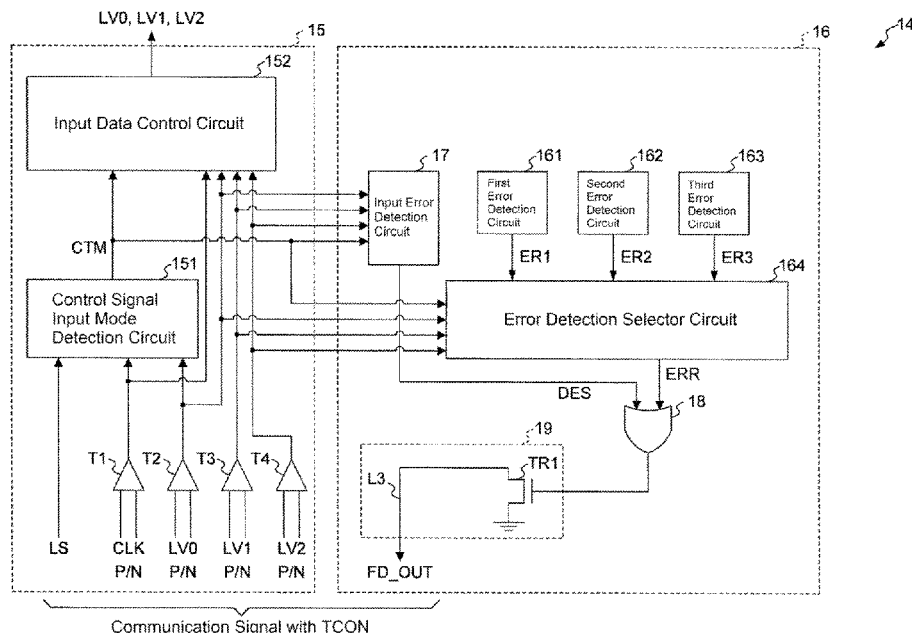 LV0, LV1, LV2
15
16
14
152
Input Data Control Circuit
17
161
162
163
Input Error
Detection
Circuit
First
Error
Detection
Circuit
Second
Error
Detection
Circuit
Third
Error
Detection
Circuit
CTM
ER1
ER2
ER3
151
164
Control Signal
Input Mode
Detection Circuit
Error Detection Selector Circuit
DES
ERR
18
19
T1
T2
T3
T4
L3
TR1
LS
CLK
P/N
LV0
P/N
LV1
P/N
LV2
P/N
FD_OUT
Communication Signal with TCON